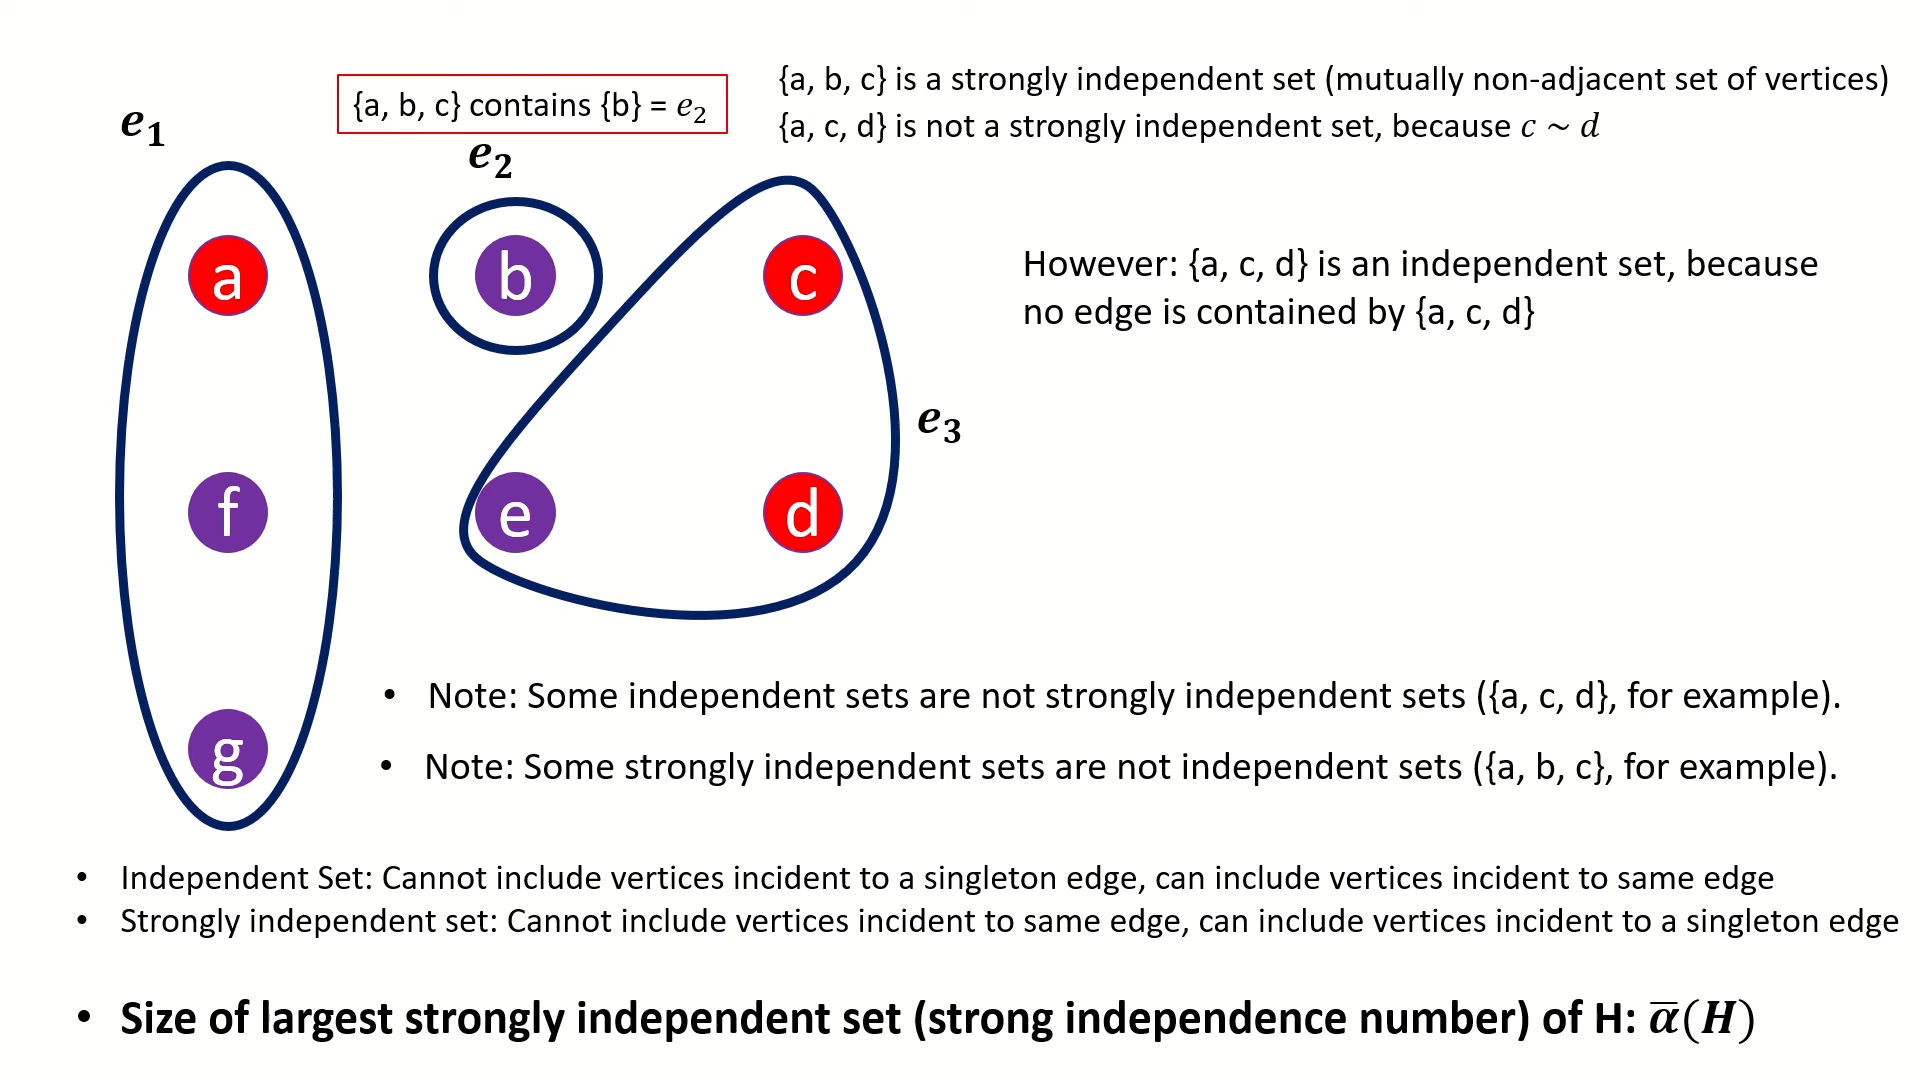 {a, b, c} is a strongly independent set (mutually non-adjacent set of vertices)
{a, b, c} contains {b} = e₂
{a, c, d} is not a strongly independent set, because c ~ d
e₁
e₂
a
b
c
However: {a, c, d} is an independent set, because
no edge is contained by {a, c, d}
e₃
f
e
d
• Note: Some independent sets are not strongly independent sets ({a, c, d}, for example).
g
• Note: Some strongly independent sets are not independent sets ({a, b, c}, for example).
• Independent Set: Cannot include vertices incident to a singleton edge, can include vertices incident to same edge
• Strongly independent set: Cannot include vertices incident to same edge, can include vertices incident to a singleton edge
• Size of largest strongly independent set (strong independence number) of H: ᾱ(H)